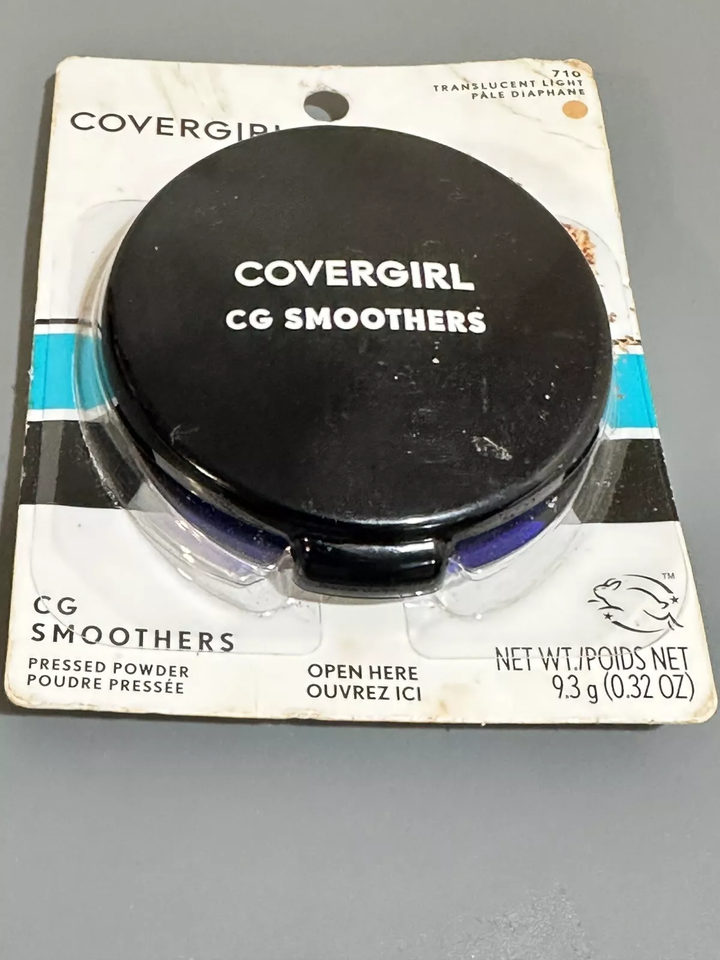 710
TRANSLUCENT LIGHT
PÂLE DIAPHANE
COVERGIRL
COVERGIRL
CG SMOOTHERS
CG
SMOOTHERS
PRESSED POWDER
POUDRE PRESSÉE
OPEN HERE
OUVREZ ICI
TM
NET WT./POIDS NET
9.3 g (0.32 OZ)